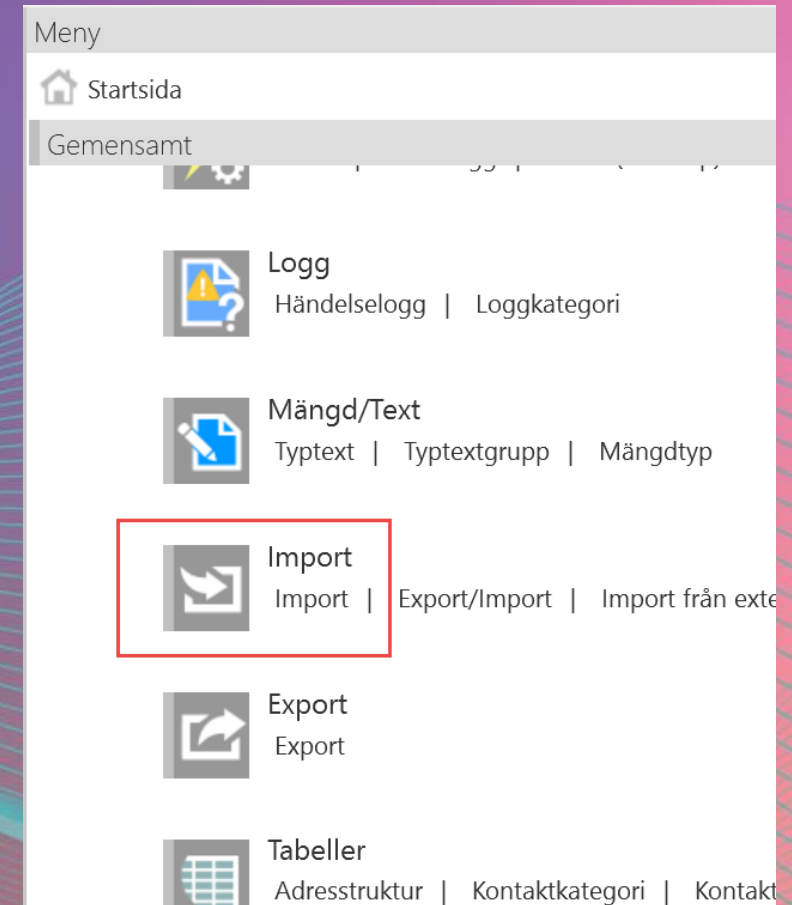 Meny
Startsida
Gemensamt
Logg
Händelselogg | Loggkategori
Mängd/Text
Typtext | Typtextgrupp | Mängdtyp
Import
Import | Export/Import | Import från exte
Export
Export
Tabeller
Adresstruktur | Kontaktkategori | Kontakt